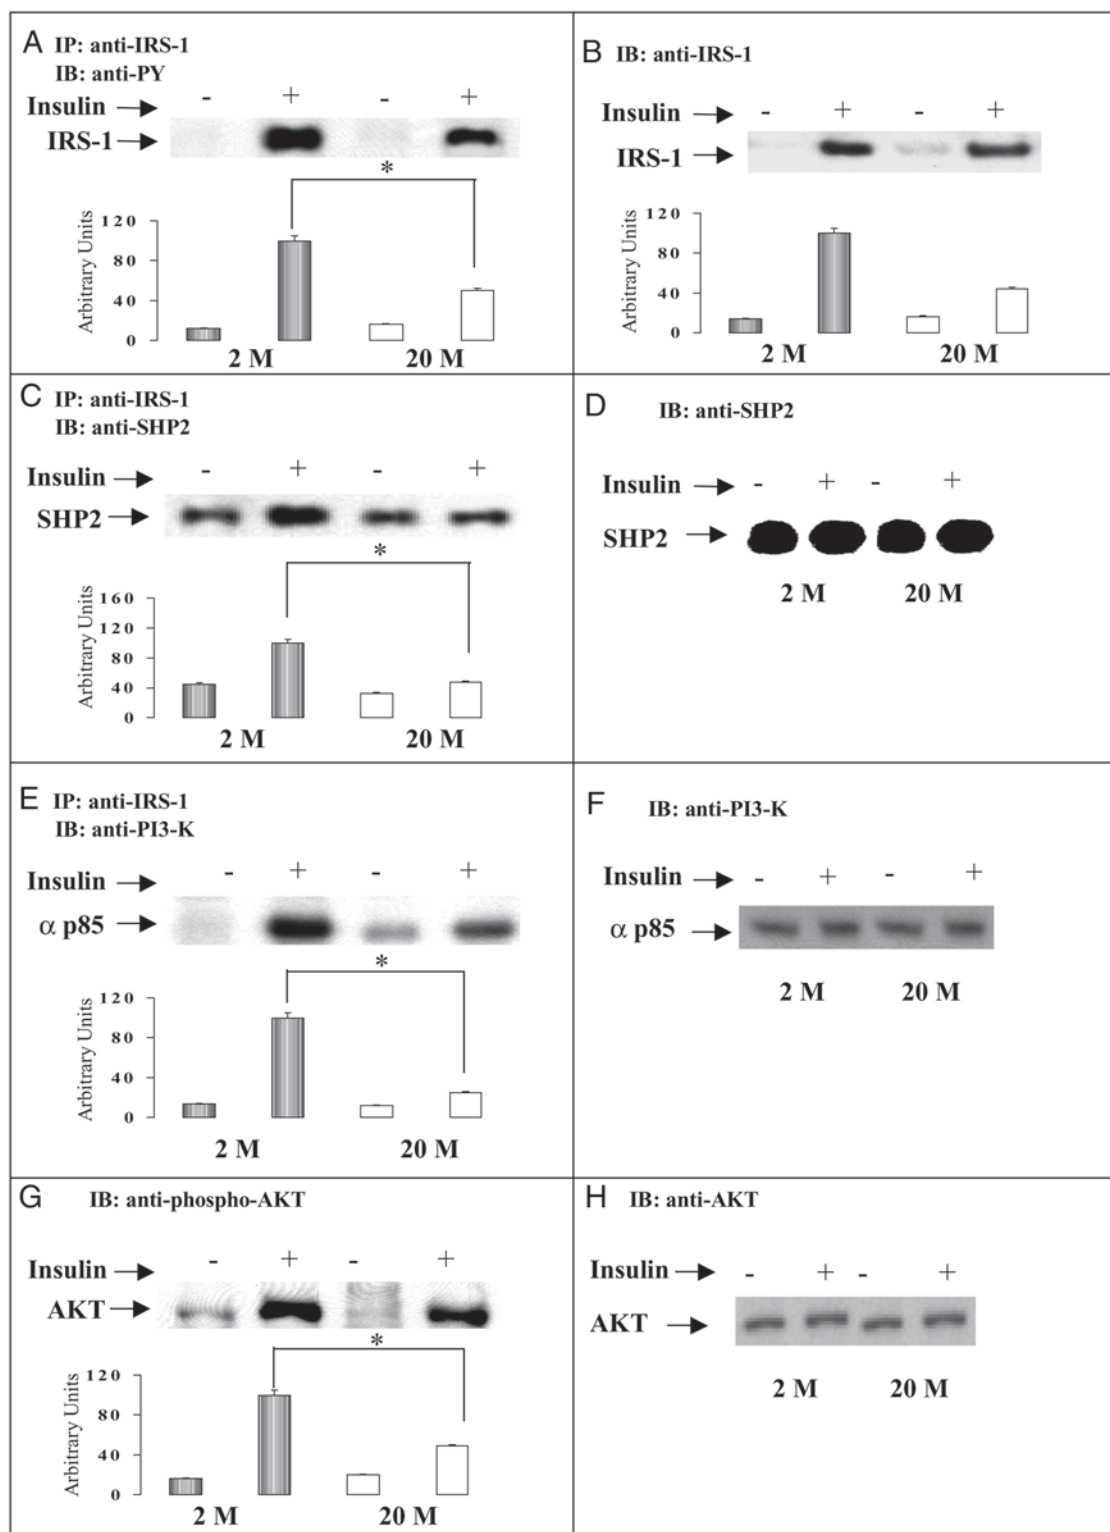 A IP: anti-IRS-1
IB: anti-PY
Insulin - + - +
IRS-1
*
Arbitrary Units
120
80
40
0
2 M 20 M
B IB: anti-IRS-1
Insulin - + - +
IRS-1
Arbitrary Units
120
80
40
0
2 M 20 M
C IP: anti-IRS-1
IB: anti-SHP2
Insulin - + - +
SHP2
*
Arbitrary Units
160
120
80
40
0
2 M 20 M
D IB: anti-SHP2
Insulin - + - +
SHP2
2 M 20 M
E IP: anti-IRS-1
IB: anti-PI3-K
Insulin - + - +
α p85
*
Arbitrary Units
120
80
40
0
2 M 20 M
F IB: anti-PI3-K
Insulin - + - +
α p85
2 M 20 M
G IB: anti-phospho-AKT
Insulin - + - +
AKT
*
Arbitrary Units
120
80
40
0
2 M 20 M
H IB: anti-AKT
Insulin - + - +
AKT
2 M 20 M